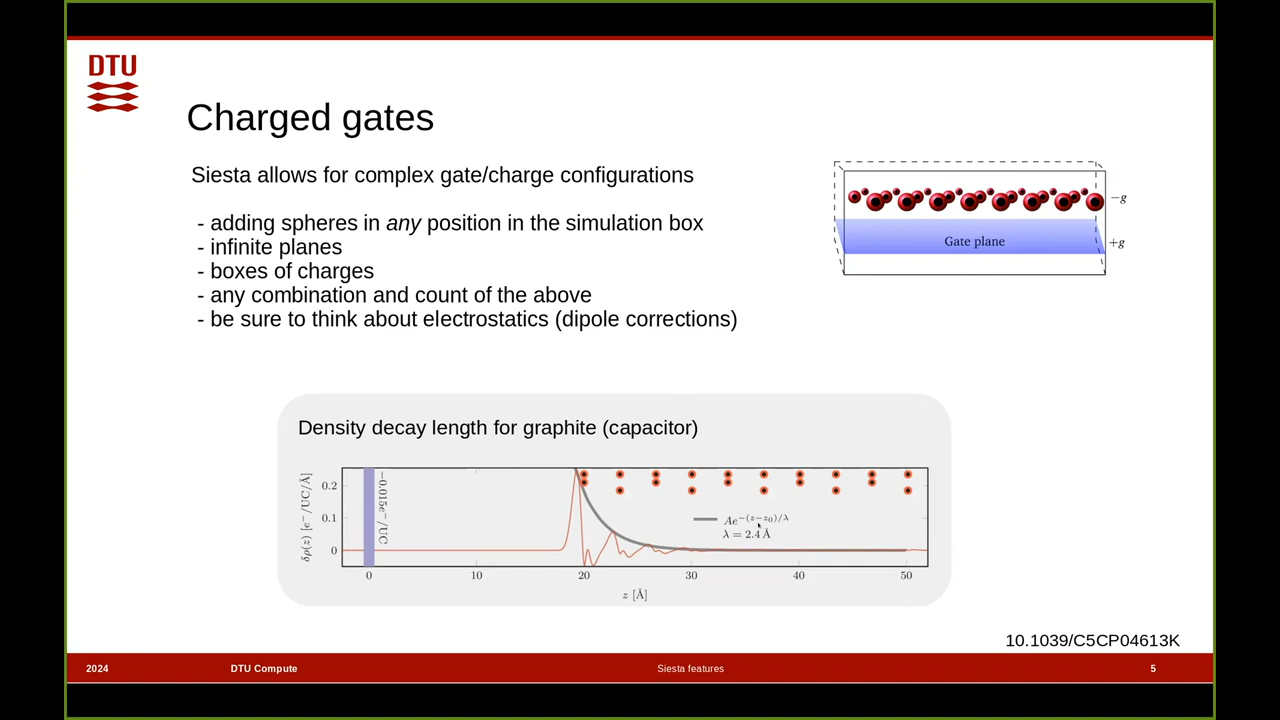 DTU
Charged gates
Siesta allows for complex gate/charge configurations
- adding spheres in any position in the simulation box
- infinite planes
- boxes of charges
- any combination and count of the above
- be sure to think about electrostatics (dipole corrections)
−g
Gate plane
+g
Density decay length for graphite (capacitor)
δρ(z) [e⁻/UC/Å]
0.2
0.1
0
−0.015e⁻/UC
Ae^{−(z−z₀)/λ}
λ = 2.4 Å
0 10 20 30 40 50
z [Å]
10.1039/C5CP04613K
2024 DTU Compute Siesta features 5